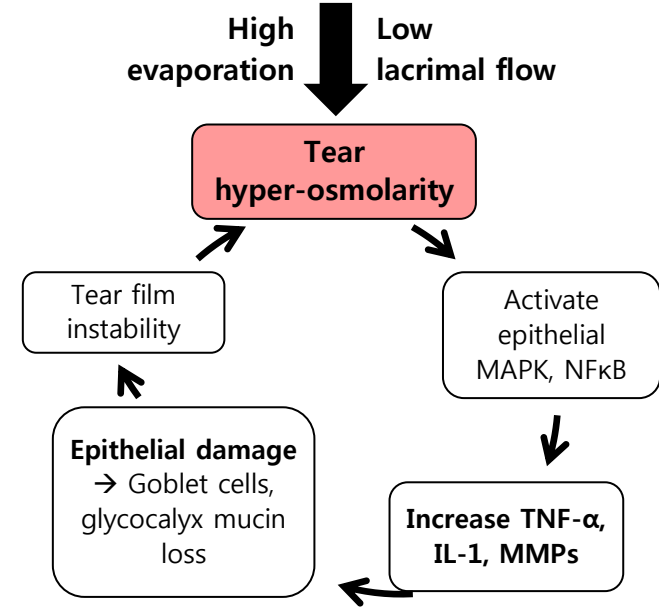 High
evaporation
Low
lacrimal flow
Tear
hyper-osmolarity
Activate
epithelial
MAPK, NFκB
Increase TNF-α,
IL-1, MMPs
Epithelial damage
→ Goblet cells,
glycocalyx mucin
loss
Tear film
instability